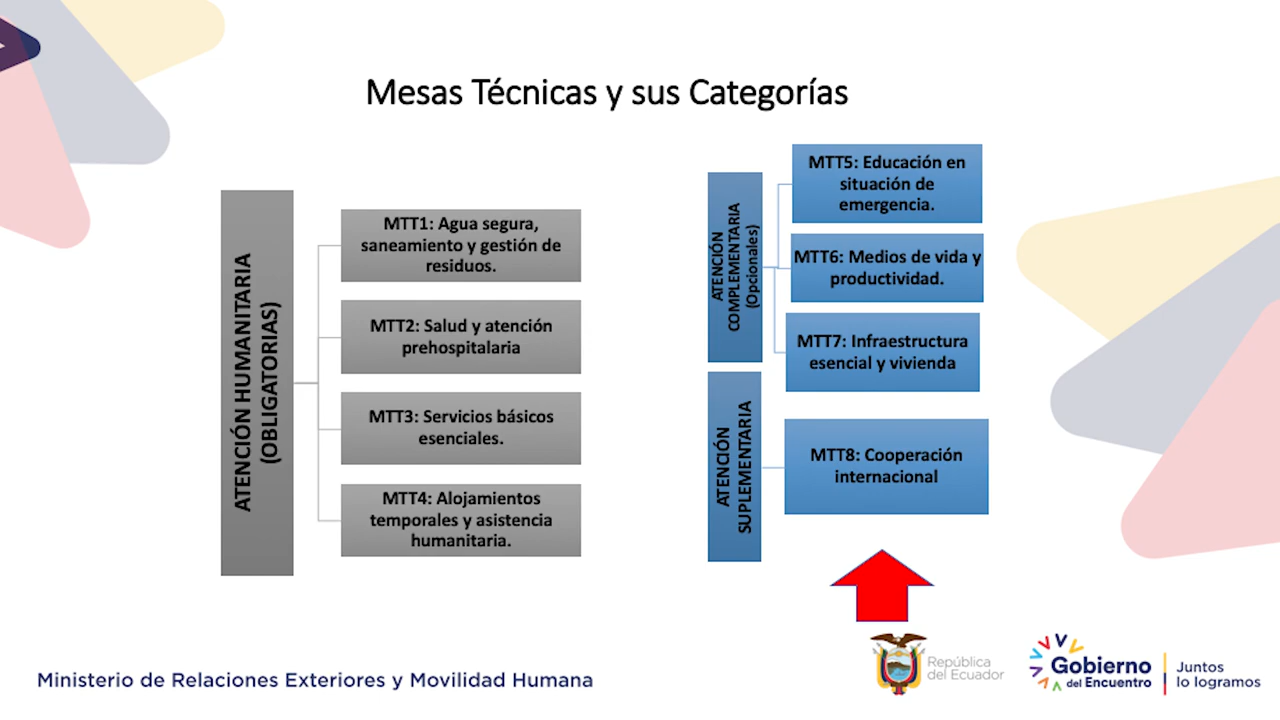 Mesas Técnicas y sus Categorías
ATENCIÓN HUMANITARIA
(OBLIGATORIAS)
MTT1: Agua segura,
saneamiento y gestión de
residuos.
MTT2: Salud y atención
prehospitalaria
MTT3: Servicios básicos
esenciales.
MTT4: Alojamientos
temporales y asistencia
humanitaria.
ATENCIÓN
COMPLEMENTARIA
(Opcionales)
MTT5: Educación en
situación de
emergencia.
MTT6: Medios de vida y
productividad.
MTT7: Infraestructura
esencial y vivienda
ATENCIÓN
SUPLEMENTARIA
MTT8: Cooperación
internacional
Ministerio de Relaciones Exteriores y Movilidad Humana
República
del Ecuador
Gobierno
del Encuentro
Juntos
lo logramos